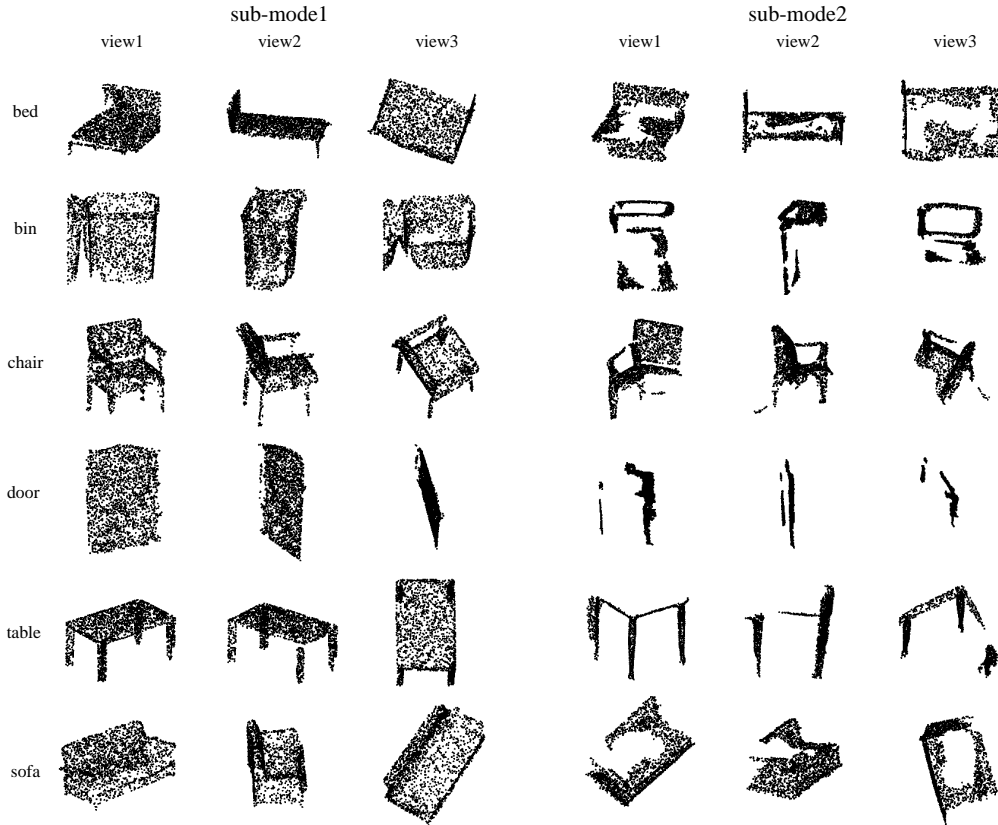 sub-mode1 sub-mode2
view1 view2 view3 view1 view2 view3
bed
bin
chair
door
table
sofa